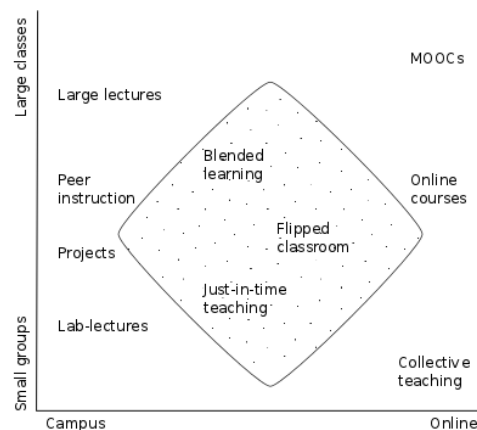 Large classes
MOOCs
Large lectures
Blended
learning
Peer
instruction
Online
courses
Flipped
classroom
Projects
Just-in-time
teaching
Lab-lectures
Small groups
Collective
teaching
Campus
Online